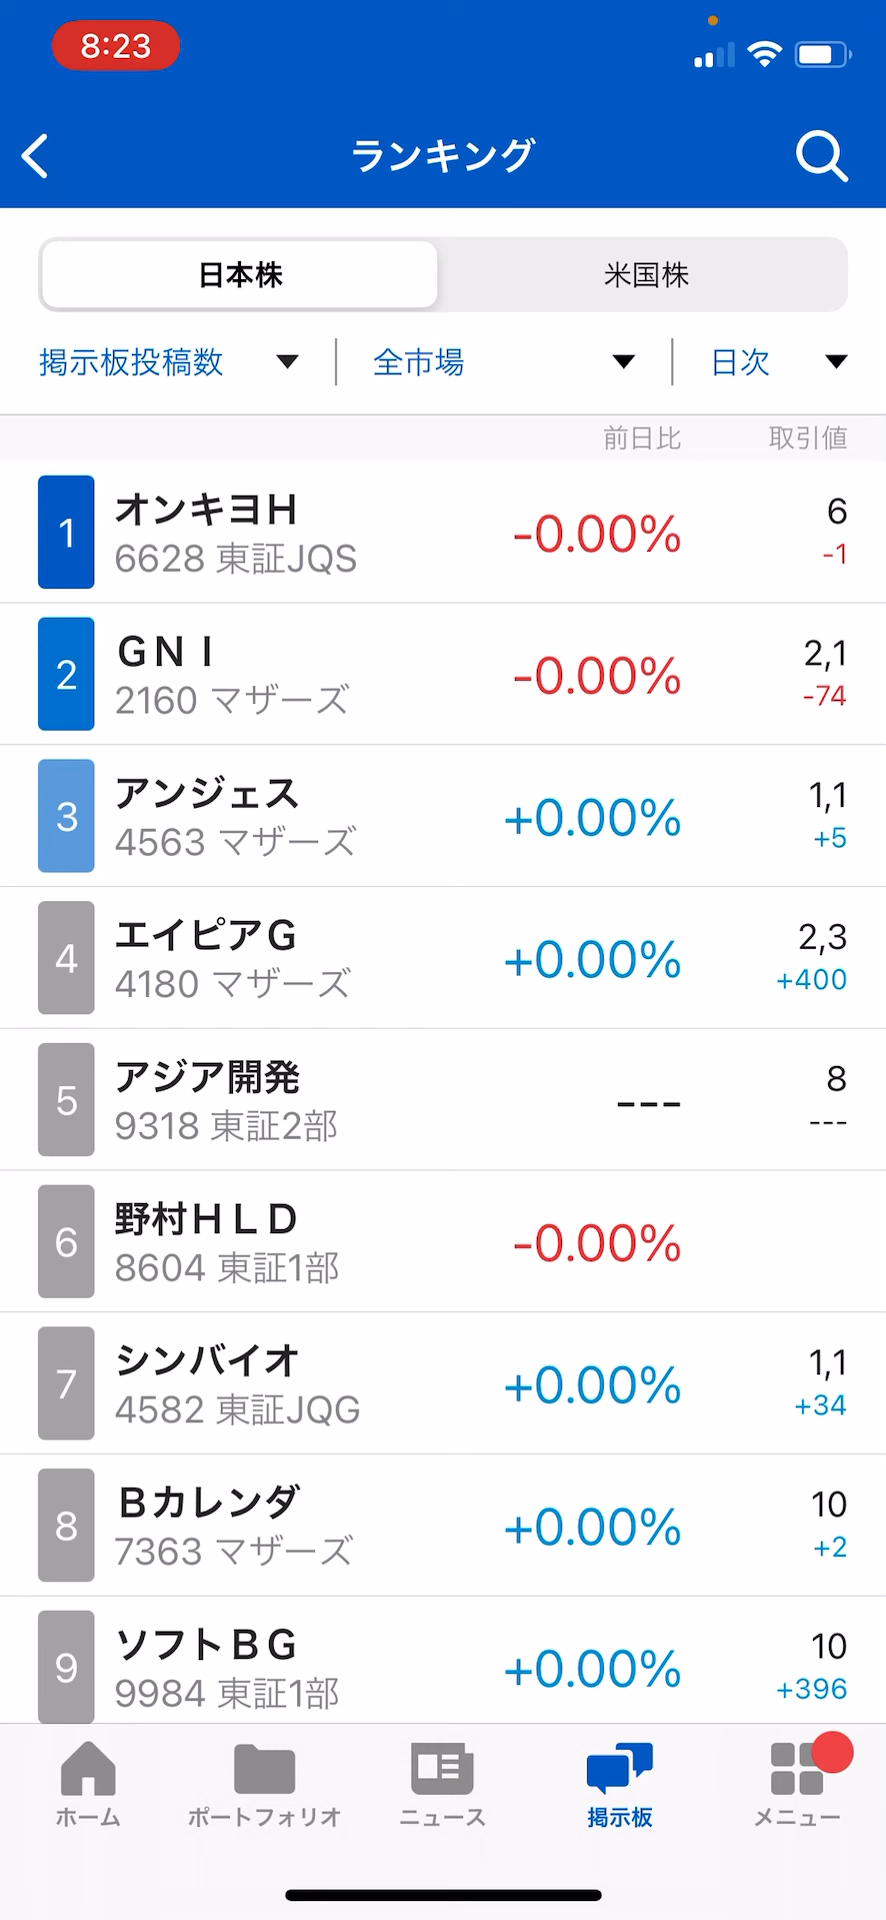 8:23
ランキング
日本株
米国株
掲示板投稿数
全市場
日次
前日比
取引値
1
オンキヨH
6628 東証JQS
-0.00%
6
-1
2
ＧＮＩ
2160 マザーズ
-0.00%
2,1
-74
3
アンジェス
4563 マザーズ
+0.00%
1,1
+5
4
エイピアG
4180 マザーズ
+0.00%
2,3
+400
5
アジア開発
9318 東証2部
---
8
---
6
野村ＨＬＤ
8604 東証1部
-0.00%
7
シンバイオ
4582 東証JQG
+0.00%
1,1
+34
8
Ｂカレンダ
7363 マザーズ
+0.00%
10
+2
9
ソフトＢＧ
9984 東証1部
+0.00%
10
+396
ホーム
ポートフォリオ
ニュース
掲示板
メニュー